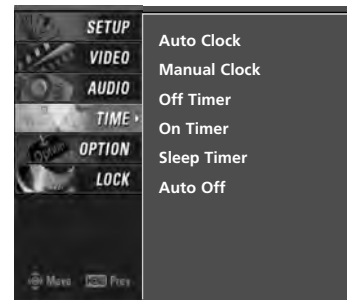 SETUP
VIDEO
AUDIO
TIME
OPTION
LOCK
Move MENU Prev
Auto Clock
Manual Clock
Off Timer
On Timer
Sleep Timer
Auto Off